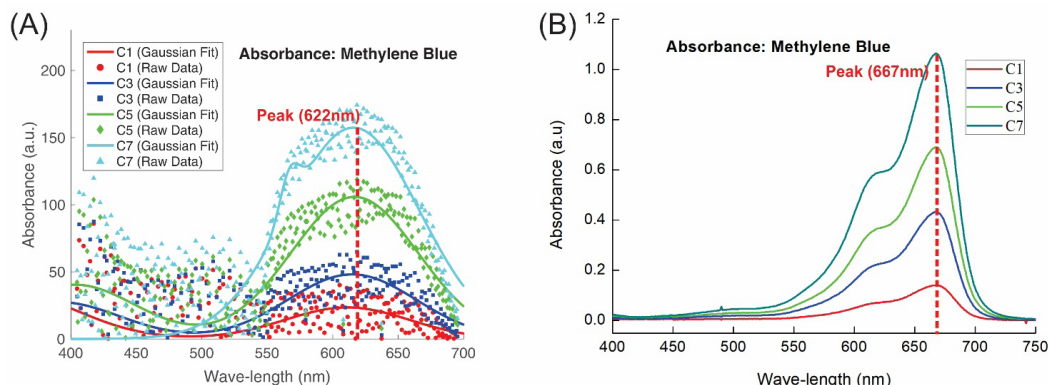 (A)
C1 (Gaussian Fit)
C1 (Raw Data)
C3 (Gaussian Fit)
C3 (Raw Data)
C5 (Gaussian Fit)
C5 (Raw Data)
C7 (Gaussian Fit)
C7 (Raw Data)
Absorbance: Methylene Blue
Peak (622nm)
200
150
100
50
0
Absorbance (a.u.)
400 450 500 550 600 650 700
Wave-length (nm)
(B)
Absorbance: Methylene Blue
Peak (667nm)
C1
C3
C5
C7
1.2
1.0
0.8
0.6
0.4
0.2
0.0
Absorbance (a.u)
400 450 500 550 600 650 700 750
Wave-length (nm)